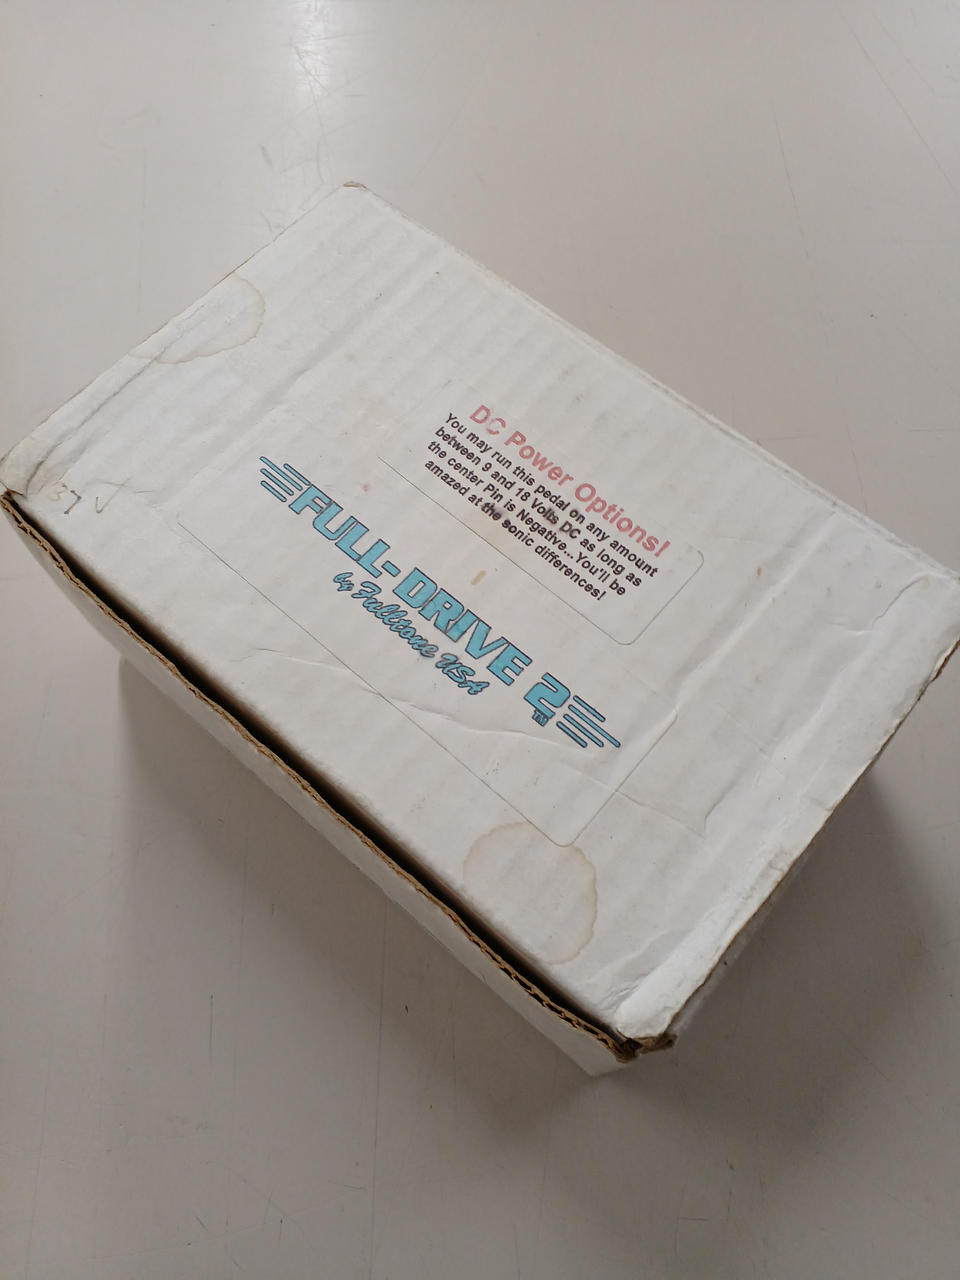 DC Power Options!
You may run this pedal on any amount
between 9 and 18 Volts DC as long as
the center Pin is Negative... You'll be
amazed at the sonic differences!
FULL-DRIVE 2
TM
by Fulltone USA